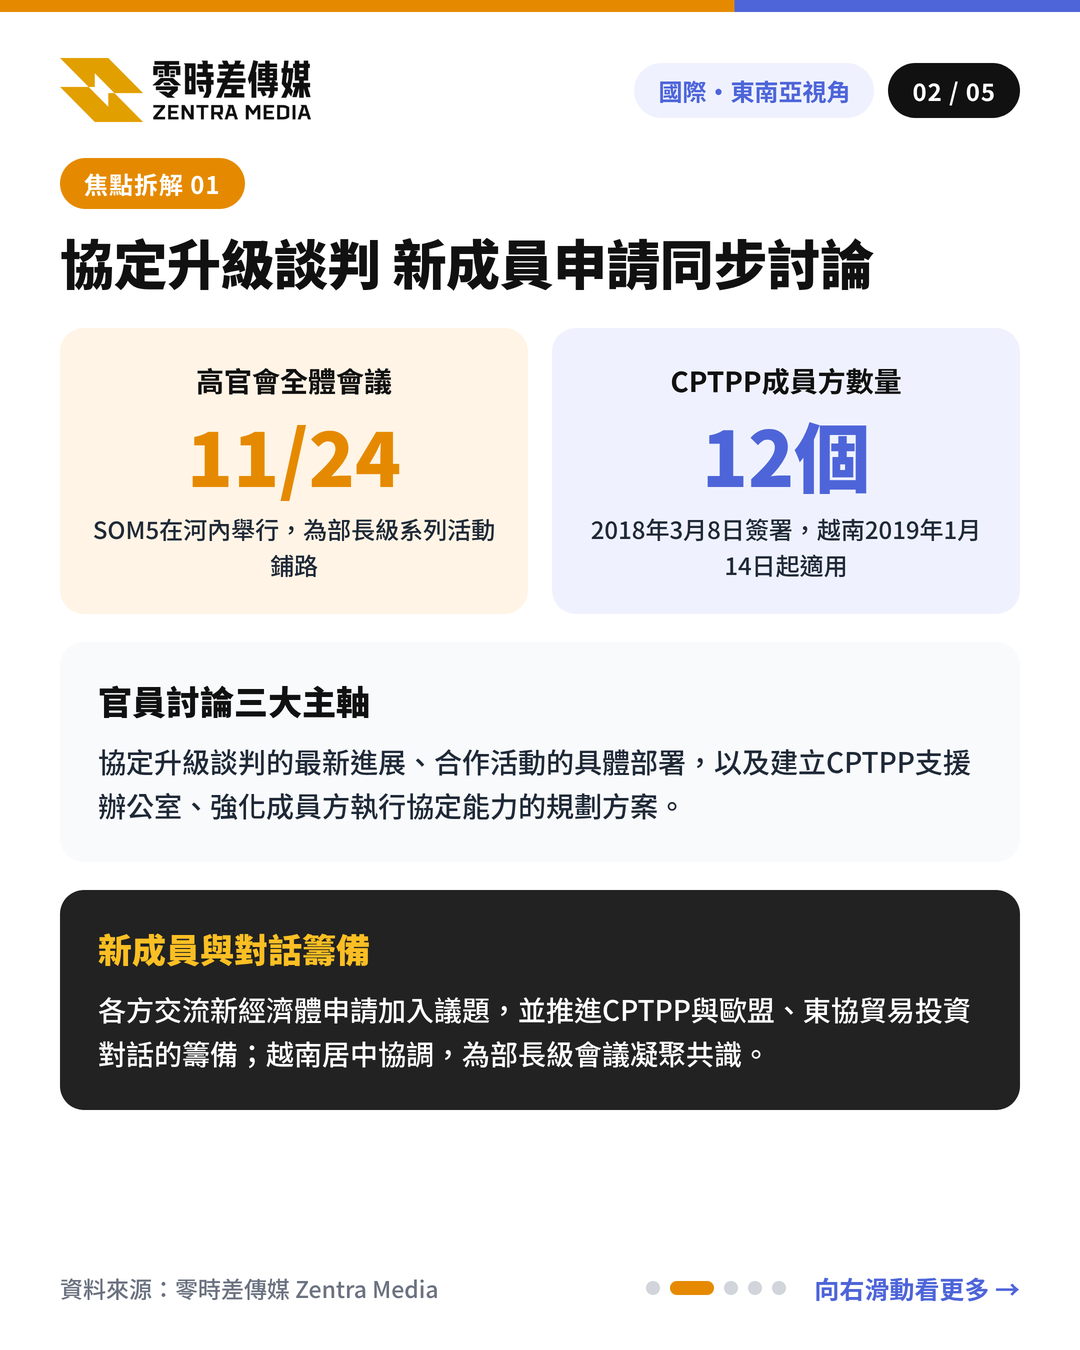 零時差傳媒
ZENTRA MEDIA
國際・東南亞視角
02 / 05
焦點拆解 01
協定升級談判 新成員申請同步討論
高官會全體會議
11/24
SOM5在河內舉行，為部長級系列活動
鋪路
CPTPP成員方數量
12個
2018年3月8日簽署，越南2019年1月
14日起適用
官員討論三大主軸
協定升級談判的最新進展、合作活動的具體部署，以及建立CPTPP支援
辦公室、強化成員方執行協定能力的規劃方案。
新成員與對話籌備
各方交流新經濟體申請加入議題，並推進CPTPP與歐盟、東協貿易投資
對話的籌備；越南居中協調，為部長級會議凝聚共識。
資料來源：零時差傳媒 Zentra Media
向右滑動看更多 →